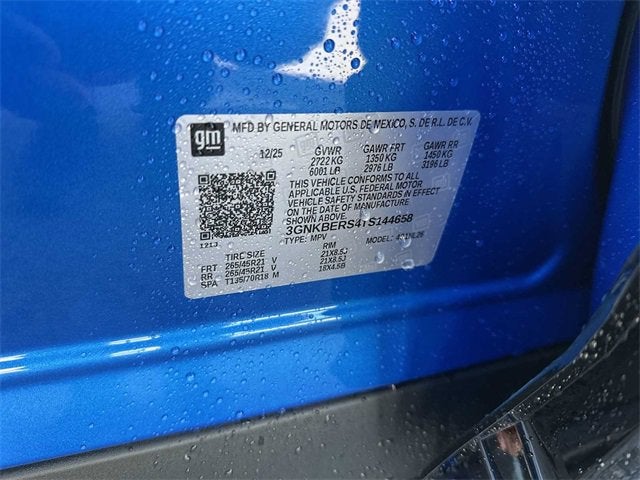 gm
MFD BY GENERAL MOTORS DE MEXICO, S. DE R.L. DE C.V.
12/25 GVWR GAWR FRT GAWR RR
2722 KG 1350 KG 1450 KG
6001 LB 2976 LB 3196 LB
THIS VEHICLE CONFORMS TO ALL
APPLICABLE U.S. FEDERAL MOTOR
VEHICLE SAFETY STANDARDS IN EFFECT
ON THE DATE OF MANUFACTURE SHOWN ABOVE.
3GNKBERS4TS144658
TYPE: MPV MODEL:
1213
TIRE SIZE RIM
FRT 265/45R21 V 21X8.5J
RR 265/45R21 V 21X8.5J
SPA T135/70R18 M 18X4.5B